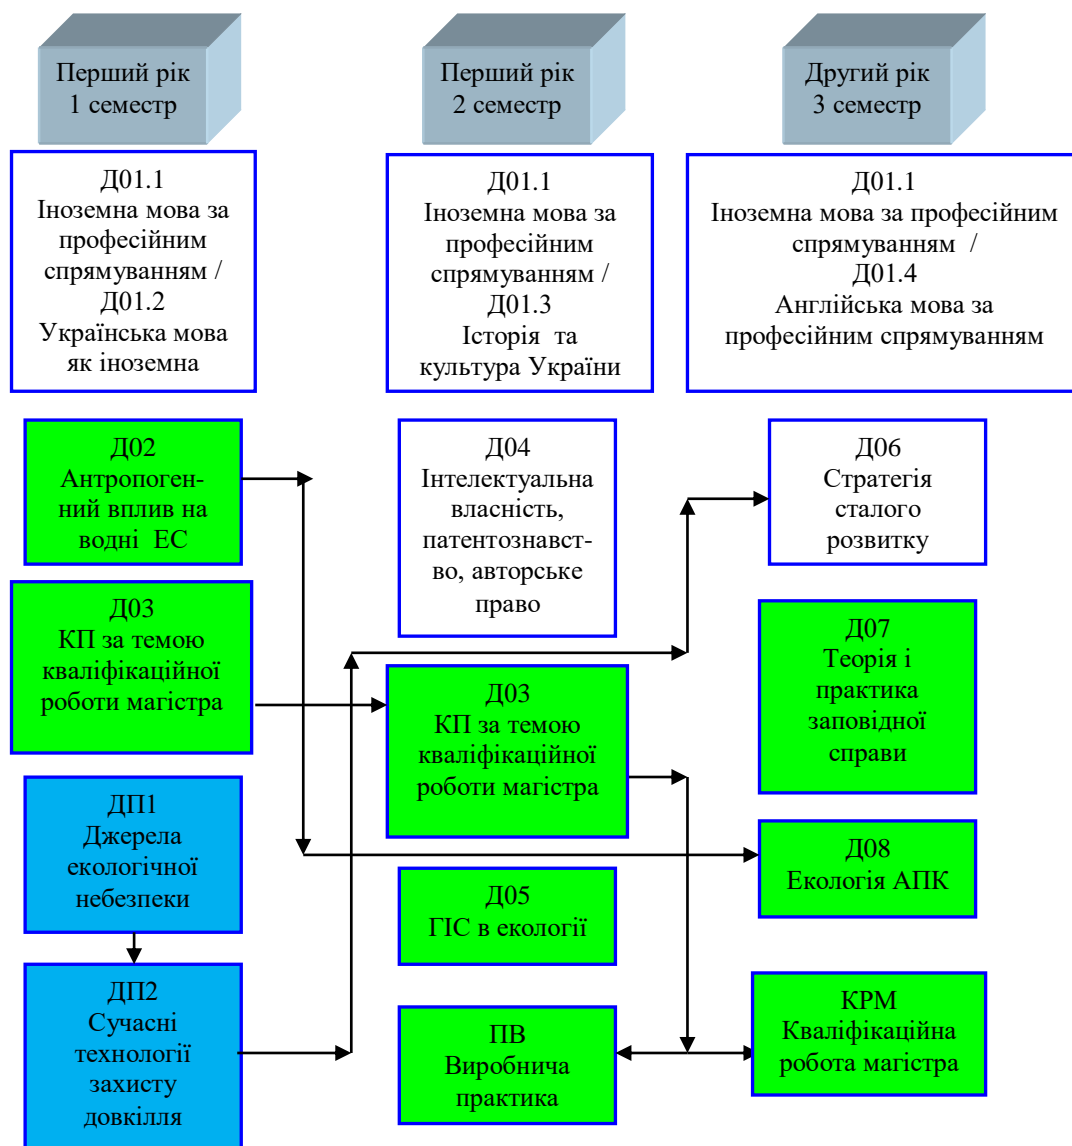 Перший рік
1 семестр
Перший рік
2 семестр
Другий рік
3 семестр
Д01.1
Іноземна мова за
професійним
спрямуванням /
Д01.2
Українська мова
як іноземна
Д01.1
Іноземна мова за
професійним
спрямуванням /
Д01.3
Історія та
культура України
Д01.1
Іноземна мова за професійним
спрямуванням /
Д01.4
Англійська мова за
професійним спрямуванням
Д02
Антропоген-
ний вплив на
водні ЕС
Д04
Інтелектуальна
власність,
патентознавст-
во, авторське
право
Д06
Стратегія
сталого
розвитку
Д03
КП за темою
кваліфікаційної
роботи магістра
Д03
КП за темою
кваліфікаційної
роботи магістра
Д07
Теорія і
практика
заповідної
справи
ДП1
Джерела
екологічної
небезпеки
Д05
ГІС в екології
Д08
Екологія АПК
ДП2
Сучасні
технології
захисту
довкілля
ПВ
Виробнича
практика
КРМ
Кваліфікаційна
робота магістра